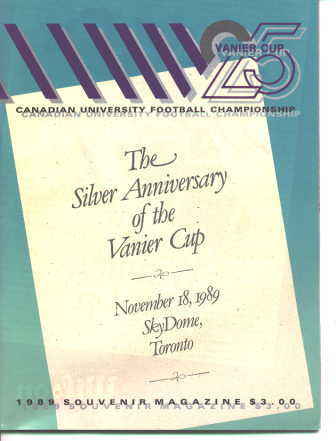 25
VANIER CUP
CANADIAN UNIVERSITY FOOTBALL CHAMPIONSHIP
The
Silver Anniversary
of the
Vanier Cup
November 18, 1989
SkyDome,
Toronto
1989 SOUVENIR MAGAZINE $3.00